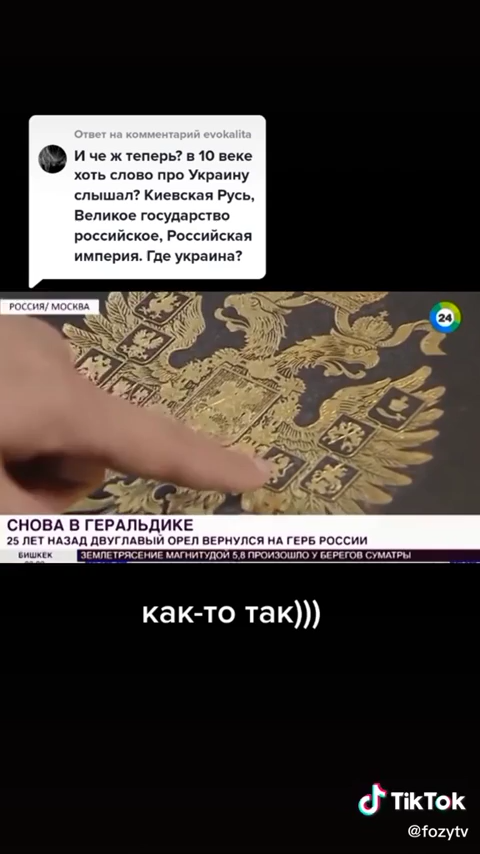 Ответ на комментарий evokalita
И че ж теперь? в 10 веке
хоть слово про Украину
слышал? Киевская Русь,
Великое государство
российское, Российская
империя. Где украина?
РОССИЯ/ МОСКВА
24
СНОВА В ГЕРАЛЬДИКЕ
25 ЛЕТ НАЗАД ДВУГЛАВЫЙ ОРЕЛ ВЕРНУЛСЯ НА ГЕРБ РОССИИ
БИШКЕК
ЗЕМЛЕТРЯСЕНИЕ МАГНИТУДОЙ 5,8 ПРОИЗОШЛО У БЕРЕГОВ СУМАТРЫ
как-то так)))
TikTok
@fozytv